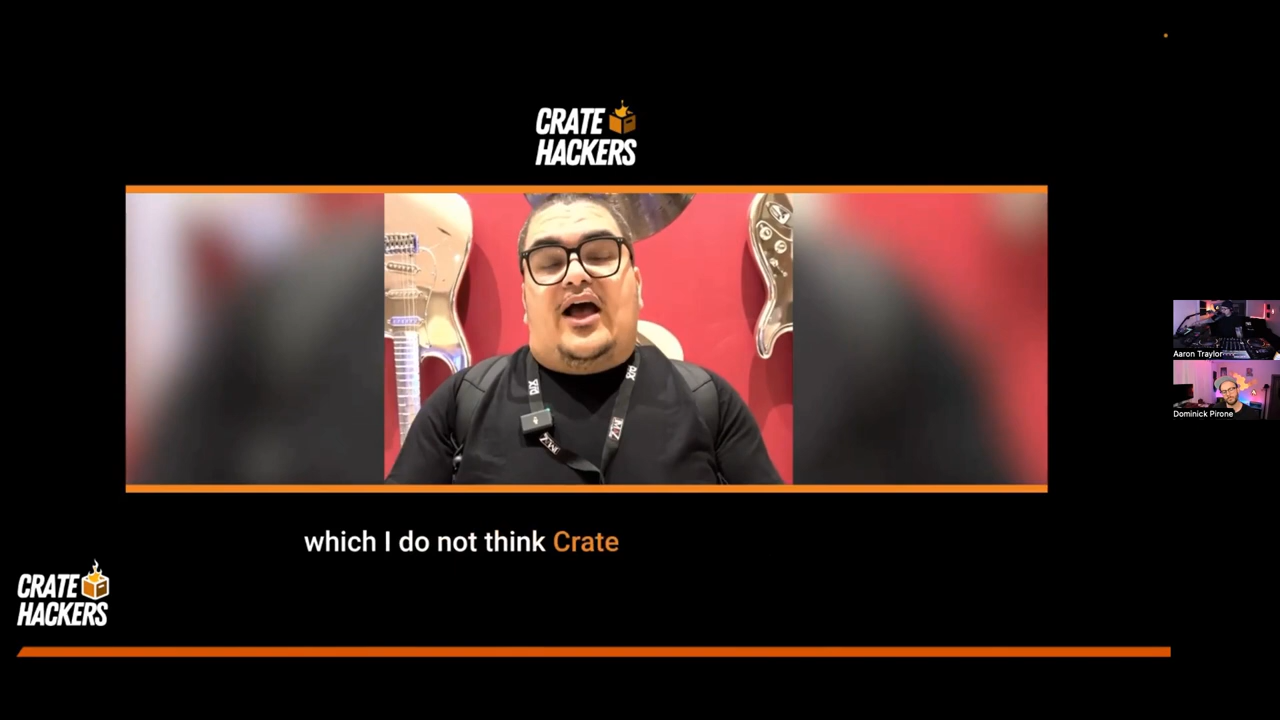 CRATE
HACKERS
which I do not think Crate
CRATE
HACKERS
Aaron Traylor
Dominick Pirone